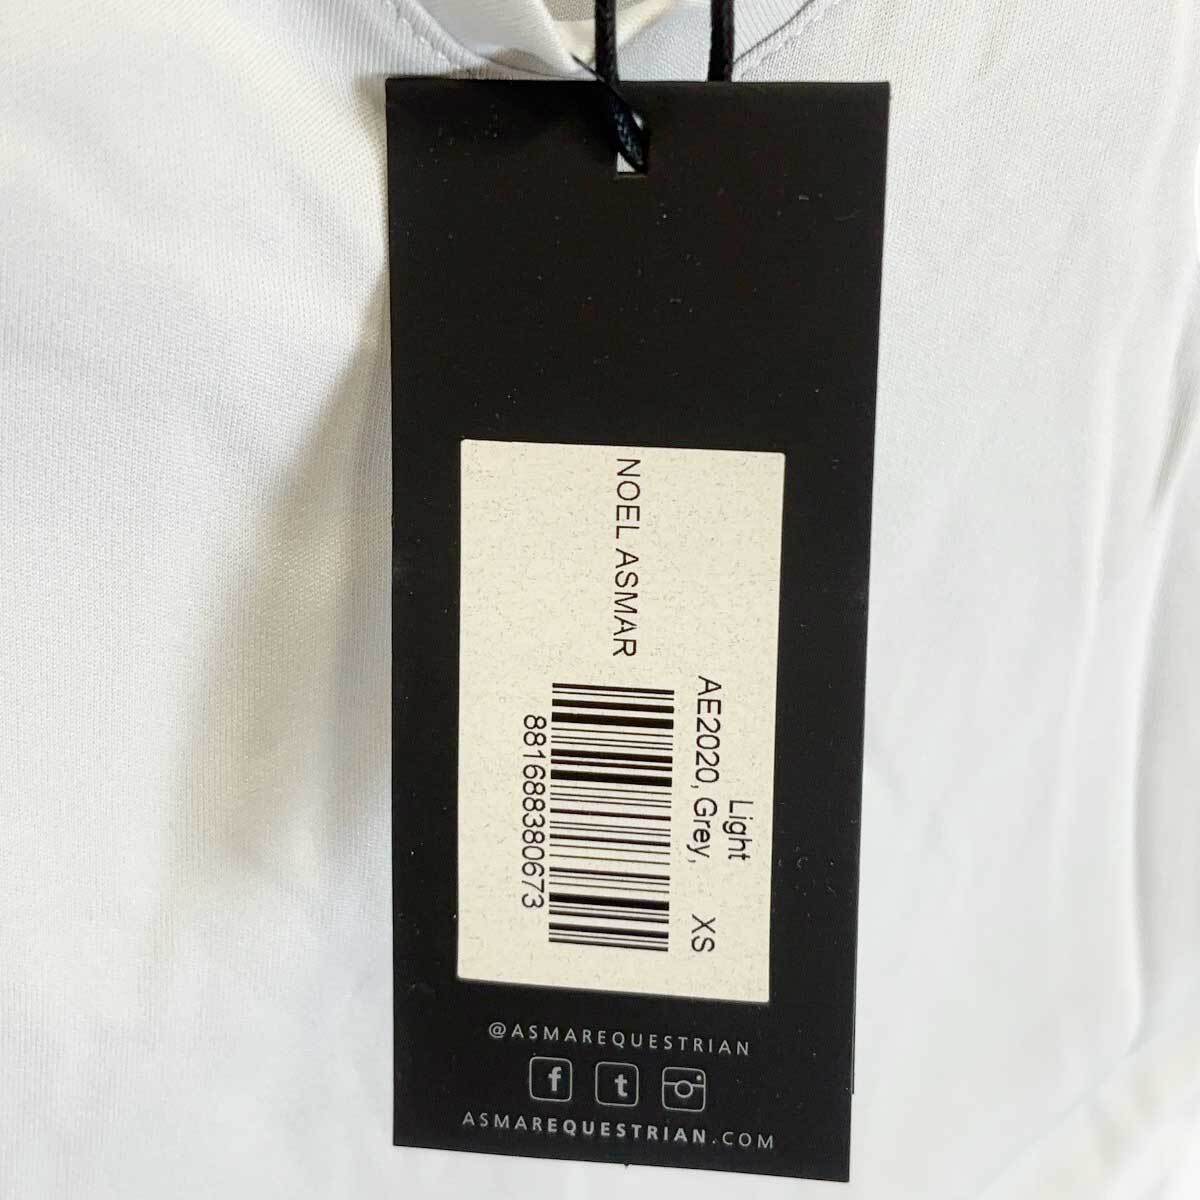 Light
AE2020, Grey, XS
NOEL ASMAR
881688380673
@ASMAREQUESTRIAN
f t
ASMAREQUESTRIAN.COM